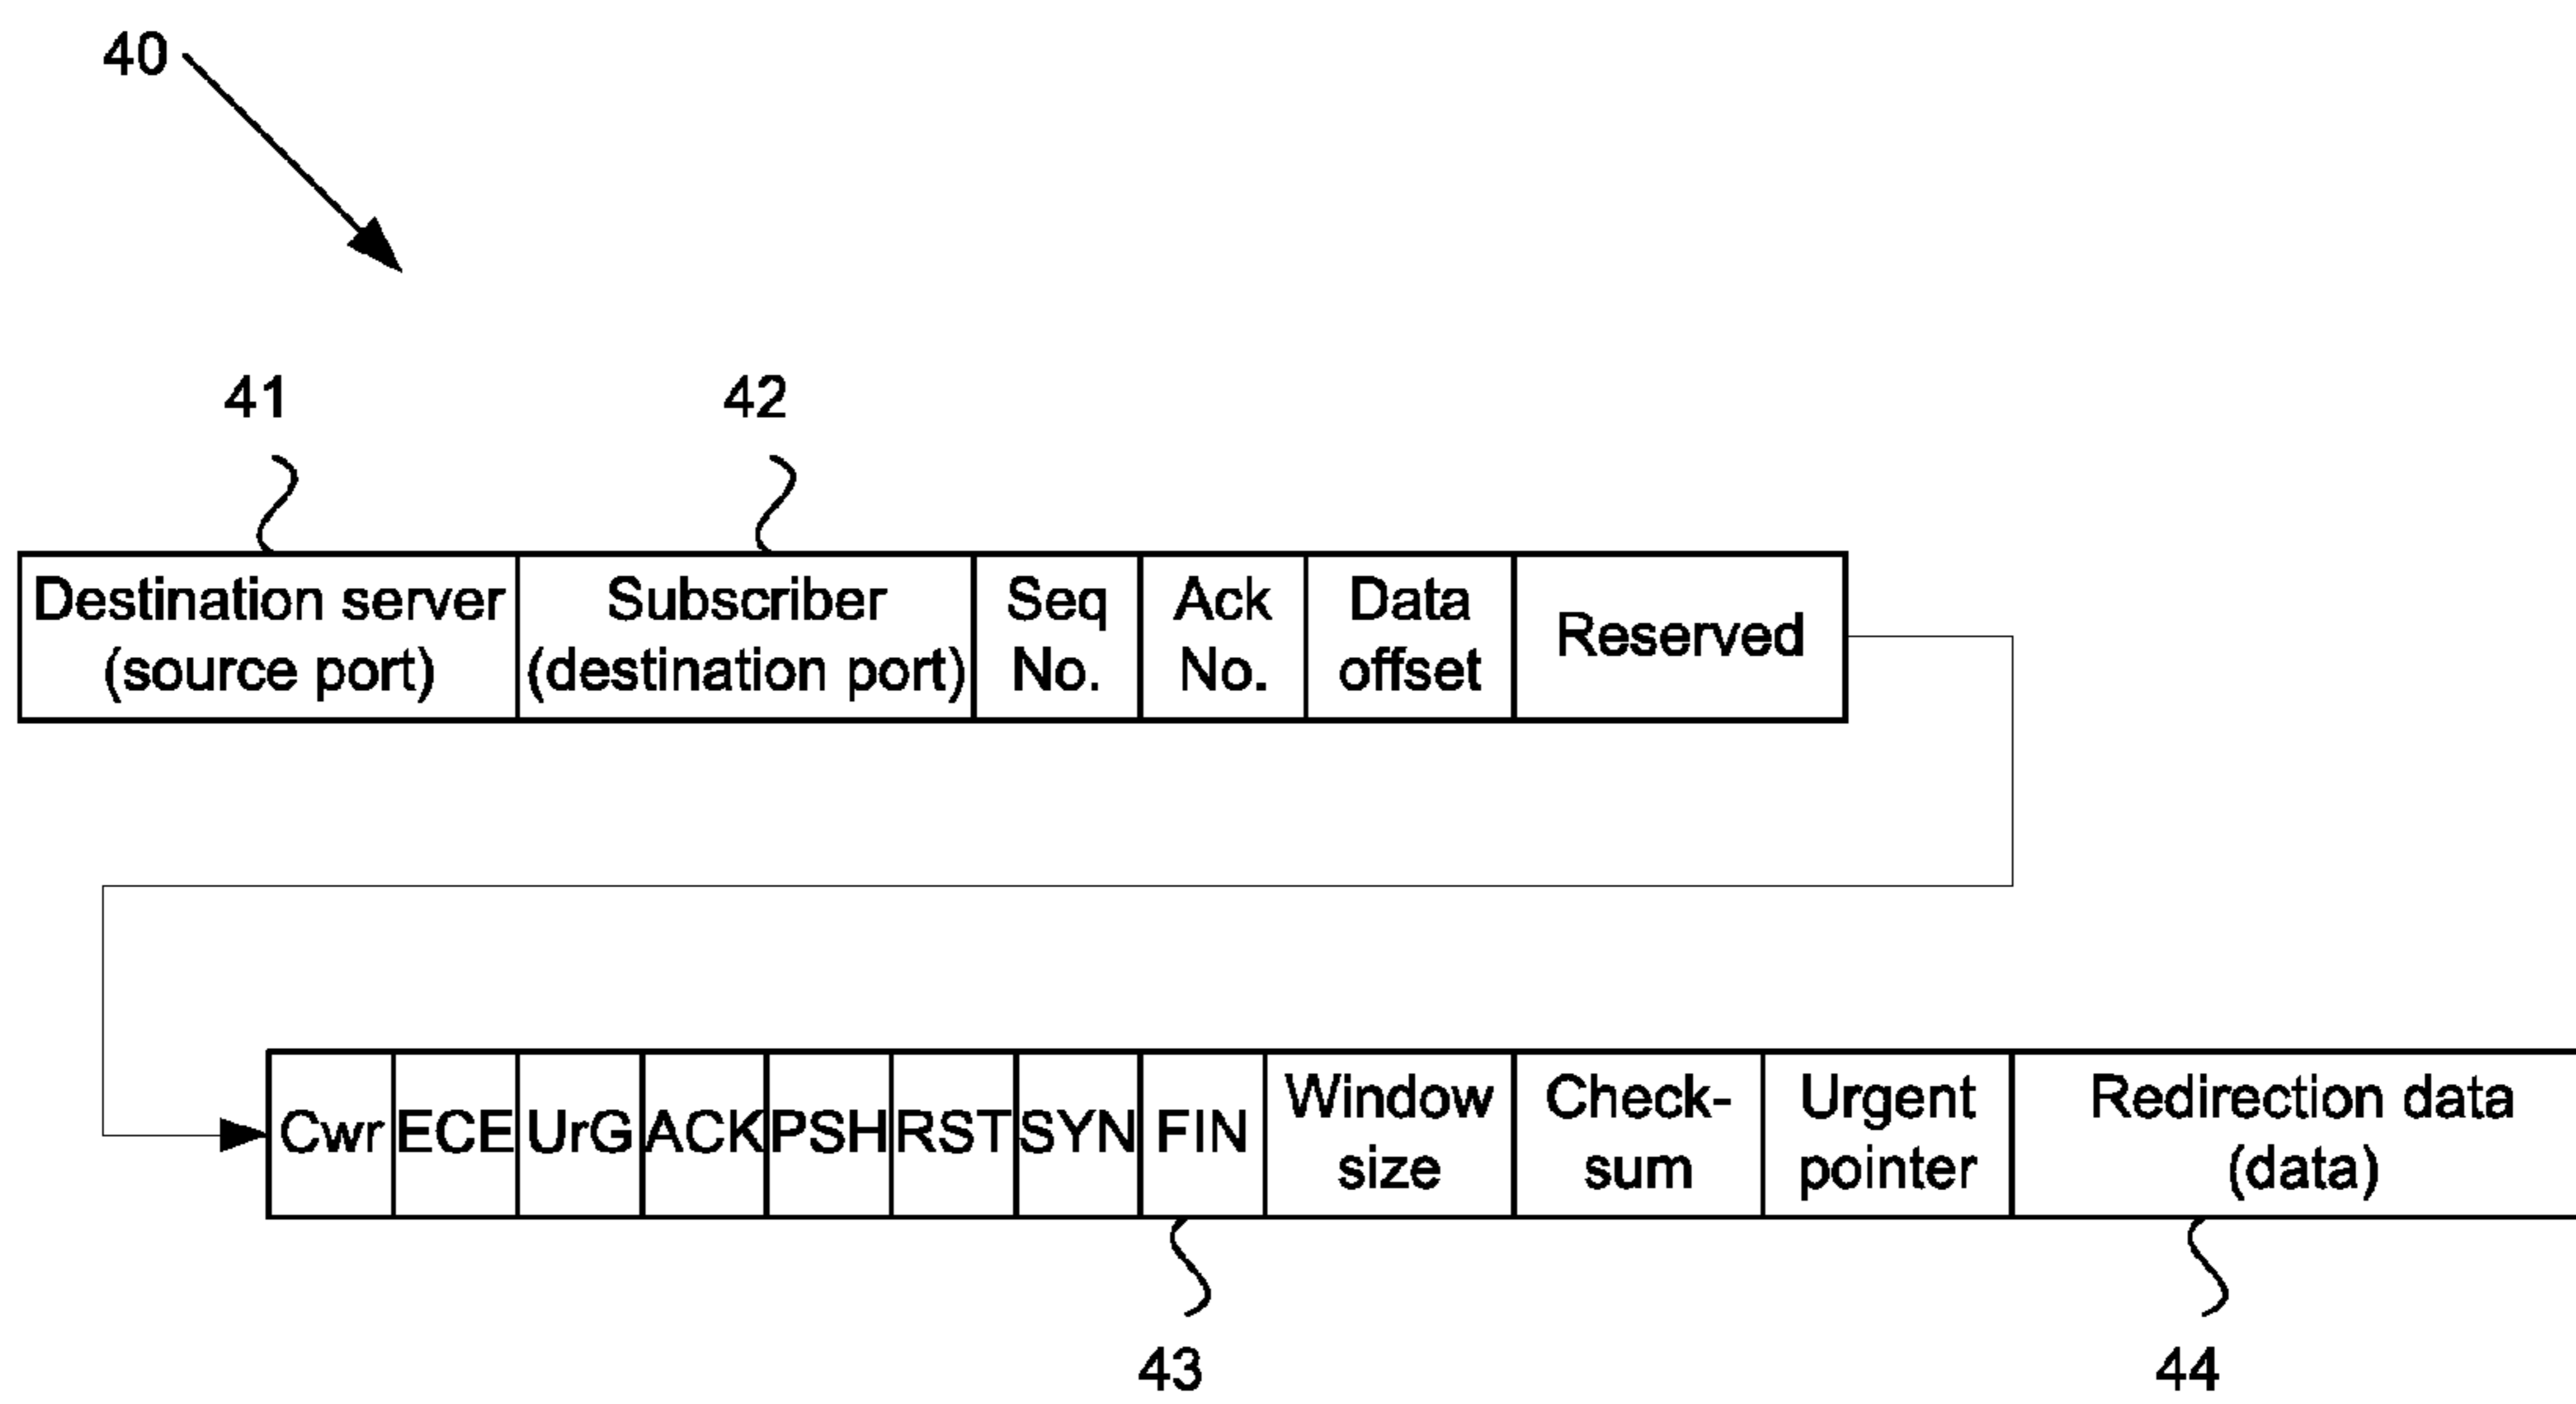 40
41
42
Destination server
(source port)
Subscriber
(destination port)
Seq
No.
Ack
No.
Data
offset
Reserved
Cwr
ECE
UrG
ACK
PSH
RST
SYN
FIN
Window
size
Check-
sum
Urgent
pointer
Redirection data
(data)
43
44